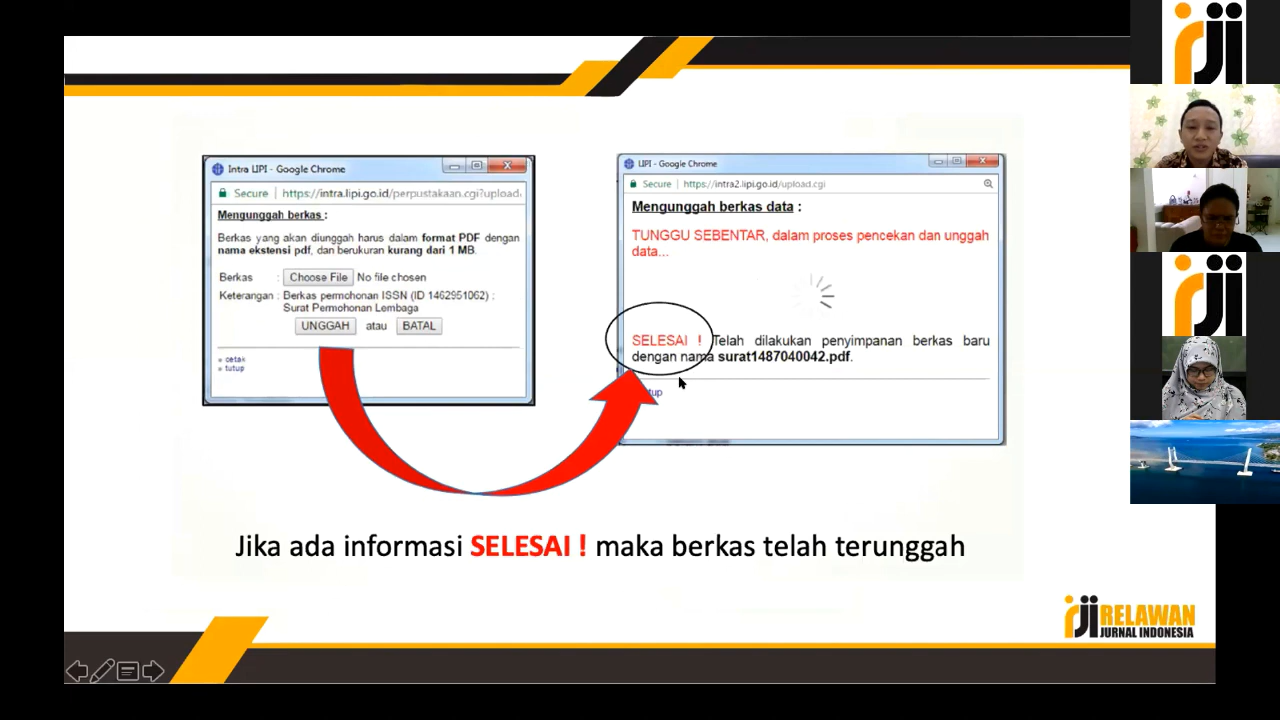 Intra LIPI - Google Chrome
Secure | https://intra.lipi.go.id/perpustakaan.cgi?upload
Mengunggah berkas :
Berkas yang akan diunggah harus dalam format PDF dengan
nama ekstensi pdf, dan berukuran kurang dari 1 MB.
Berkas : Choose File No file chosen
Keterangan : Berkas permohonan ISSN (ID 1462951062) :
Surat Permohonan Lembaga
UNGGAH atau BATAL
cetak
tutup
LIPI - Google Chrome
Secure | https://intra2.lipi.go.id/upload.cgi
Mengunggah berkas data :
TUNGGU SEBENTAR, dalam proses pencekan dan unggah
data...
SELESAI ! Telah dilakukan penyimpanan berkas baru
dengan nama surat1487040042.pdf.
tup
Jika ada informasi SELESAI ! maka berkas telah terunggah
rji RELAWAN
JURNAL INDONESIA
rji
rji